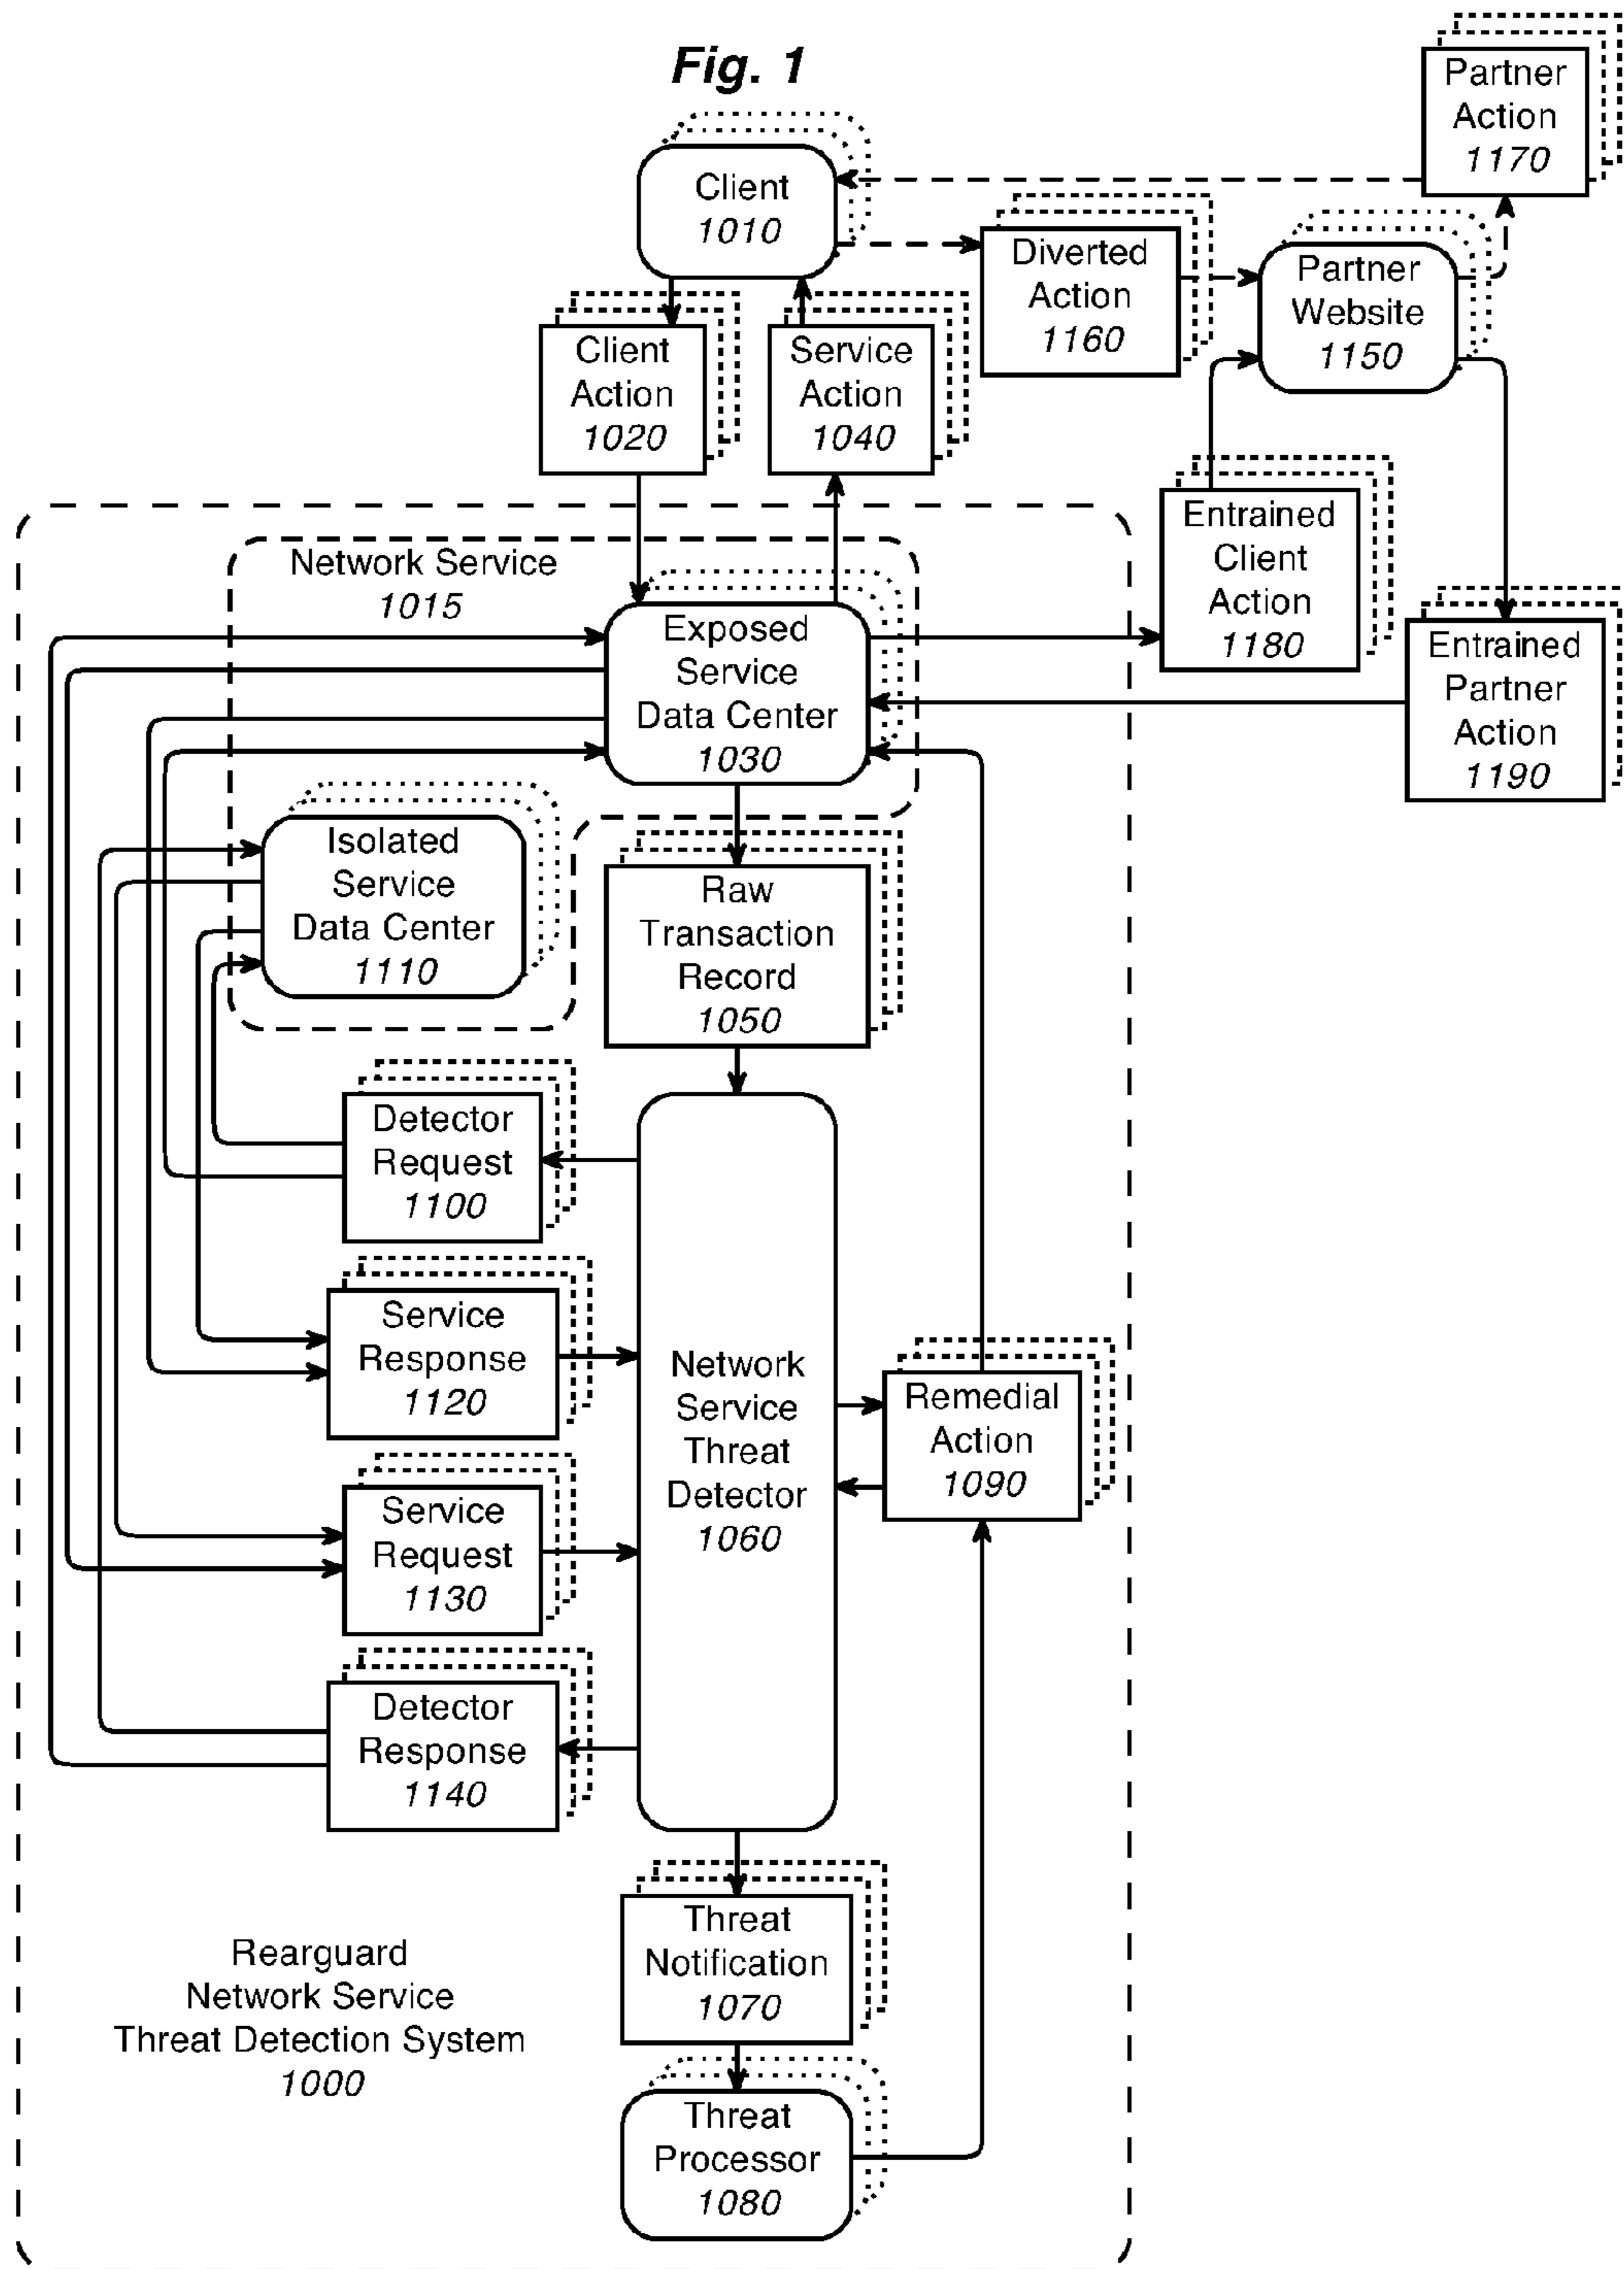 Fig. 1
Partner
Action
1170
Client
1010
Diverted
Action
1160
Partner
Website
1150
Client
Action
1020
Service
Action
1040
Entrained
Client
Action
1180
Entrained
Partner
Action
1190
Network Service
1015
Exposed
Service
Data Center
1030
Isolated
Service
Data Center
1110
Raw
Transaction
Record
1050
Detector
Request
1100
Service
Response
1120
Network
Service
Threat
Detector
1060
Remedial
Action
1090
Service
Request
1130
Detector
Response
1140
Threat
Notification
1070
Rearguard
Network Service
Threat Detection System
1000
Threat
Processor
1080